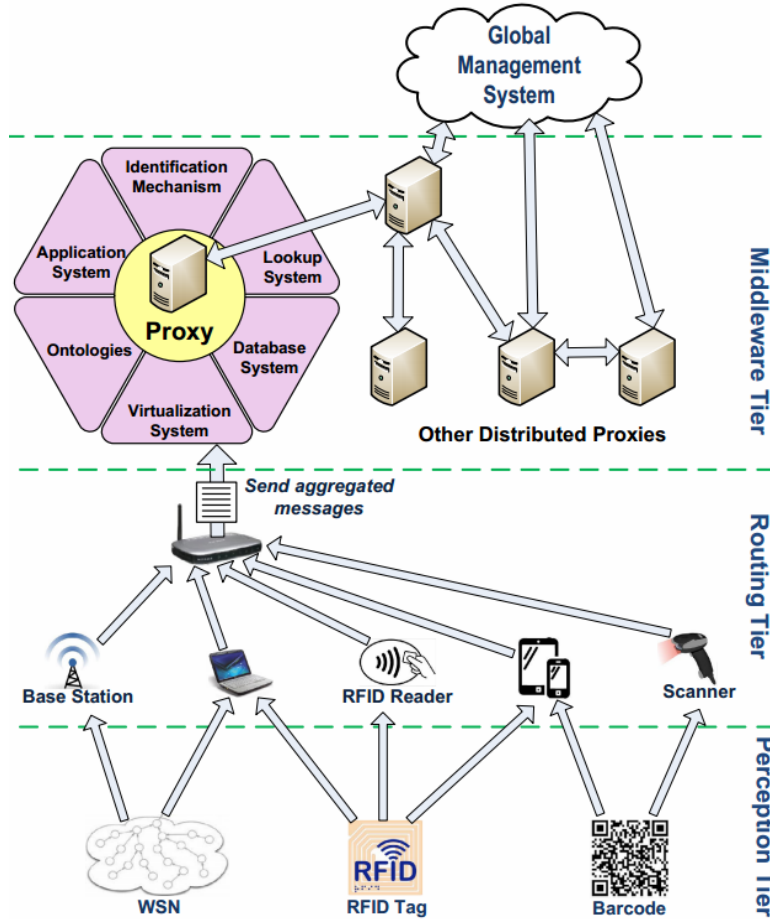 Global
Management
System
Identification
Mechanism
Application
System
Lookup
System
Proxy
Ontologies
Database
System
Virtualization
System
Other Distributed Proxies
Middleware Tier
Send aggregated
messages
Routing Tier
Base Station
RFID Reader
Scanner
Perception Tier
RFID
WSN
RFID Tag
Barcode